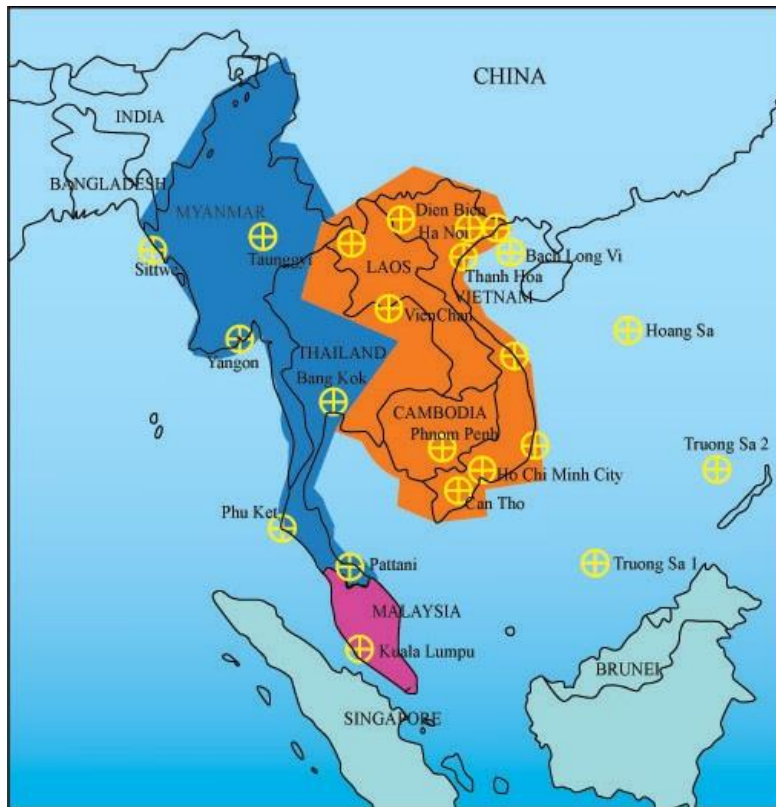 CHINA
INDIA
BANGLADESH
MYANMAR
Dien Bien
Ha Noi
Taunggyi
Sittwe
LAOS
Bach Long Vi
Thanh Hoa
VIETNAM
VienChan
Hoang Sa
Yangon
THAILAND
Bang Kok
CAMBODIA
Phnom Penh
Truong Sa 2
Ho Chi Minh City
Can Tho
Phu Ket
Pattani
Truong Sa 1
MALAYSIA
Kuala Lumpu
BRUNEI
SINGAPORE